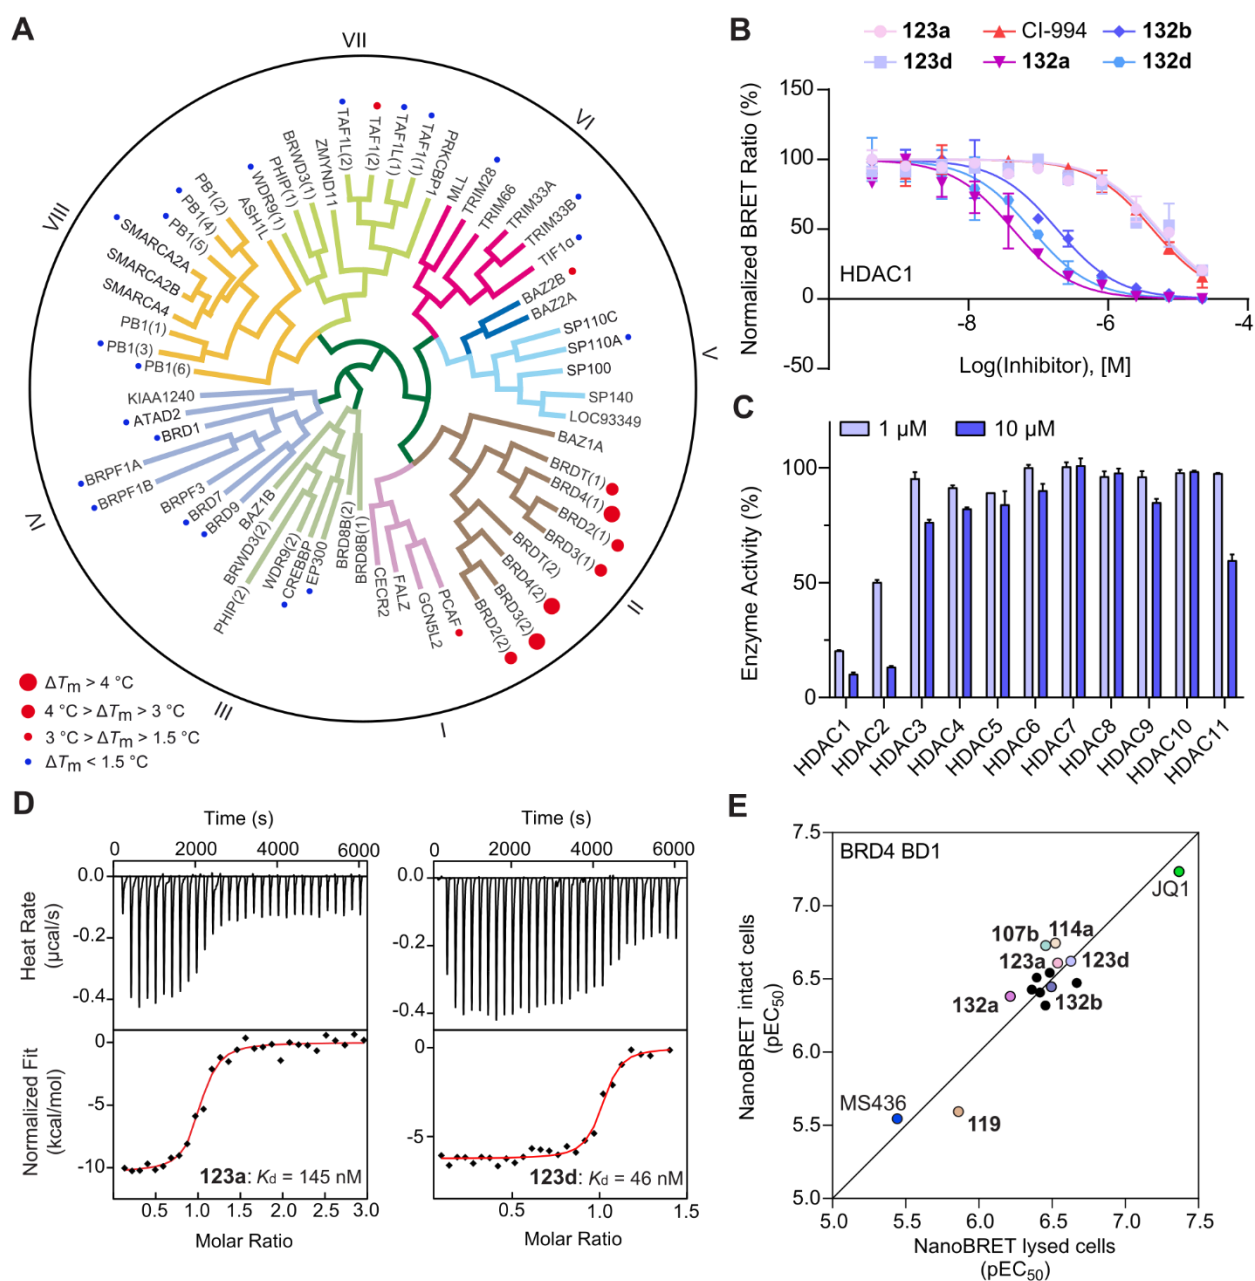 A
VII
VI
V
VIII
IV
III
II
I
TAF1L(2)
TAF1(2)
TAF1L(1)
TAF1(1)
PRKCBP1
MLL
TRIM28
TRIM66
TRIM33A
TRIM33B
TIF1α
BAZ2B
BAZ2A
SP110C
SP110A
SP100
SP140
LOC93349
BAZ1A
BRDT(1)
BRD4(1)
BRD2(1)
BRD3(1)
BRDT(2)
BRD4(2)
BRD3(2)
BRD2(2)
PCAF
GCN5L2
FALZ
CECR2
BRD8B(1)
BRD8B(2)
EP300
CREBBP
WDR9(2)
PHIP(2)
BRWD3(2)
BAZ1B
BRD9
BRD7
BRPF3
BRPF1B
BRPF1A
BRD1
ATAD2
KIAA1240
PB1(6)
PB1(3)
PB1(1)
SMARCA4
SMARCA2B
SMARCA2A
PB1(5)
PB1(4)
PB1(2)
ASH1L
WDR9(1)
PHIP(1)
BRWD3(1)
ZMYND11
ΔTm > 4 °C
4 °C > ΔTm > 3 °C
3 °C > ΔTm > 1.5 °C
ΔTm < 1.5 °C
B
123a CI-994 132b
123d 132a 132d
Normalized BRET Ratio (%)
150
100
50
0
-50
HDAC1
-8 -6 -4
Log(Inhibitor), [M]
C
1 µM 10 µM
Enzyme Activity (%)
100
50
0
HDAC1 HDAC2 HDAC3 HDAC4 HDAC5 HDAC6 HDAC7 HDAC8 HDAC9 HDAC10 HDAC11
D
Time (s) Time (s)
0 2000 4000 6000 0 2000 4000 6000
Heat Rate
(µcal/s)
0.0
-0.2
-0.4
0.0
-0.2
-0.4
Normalized Fit
(kcal/mol)
0
-5
-10
0
-5
123a: Kd = 145 nM
123d: Kd = 46 nM
0.5 1.0 1.5 2.0 2.5 3.0 0.5 1.0 1.5
Molar Ratio Molar Ratio
E
BRD4 BD1
NanoBRET intact cells
(pEC50)
7.5
7.0
6.5
6.0
5.5
5.0
JQ1
107b 114a
123a 123d
132a 132b
MS436
119
5.0 5.5 6.0 6.5 7.0 7.5
NanoBRET lysed cells
(pEC50)